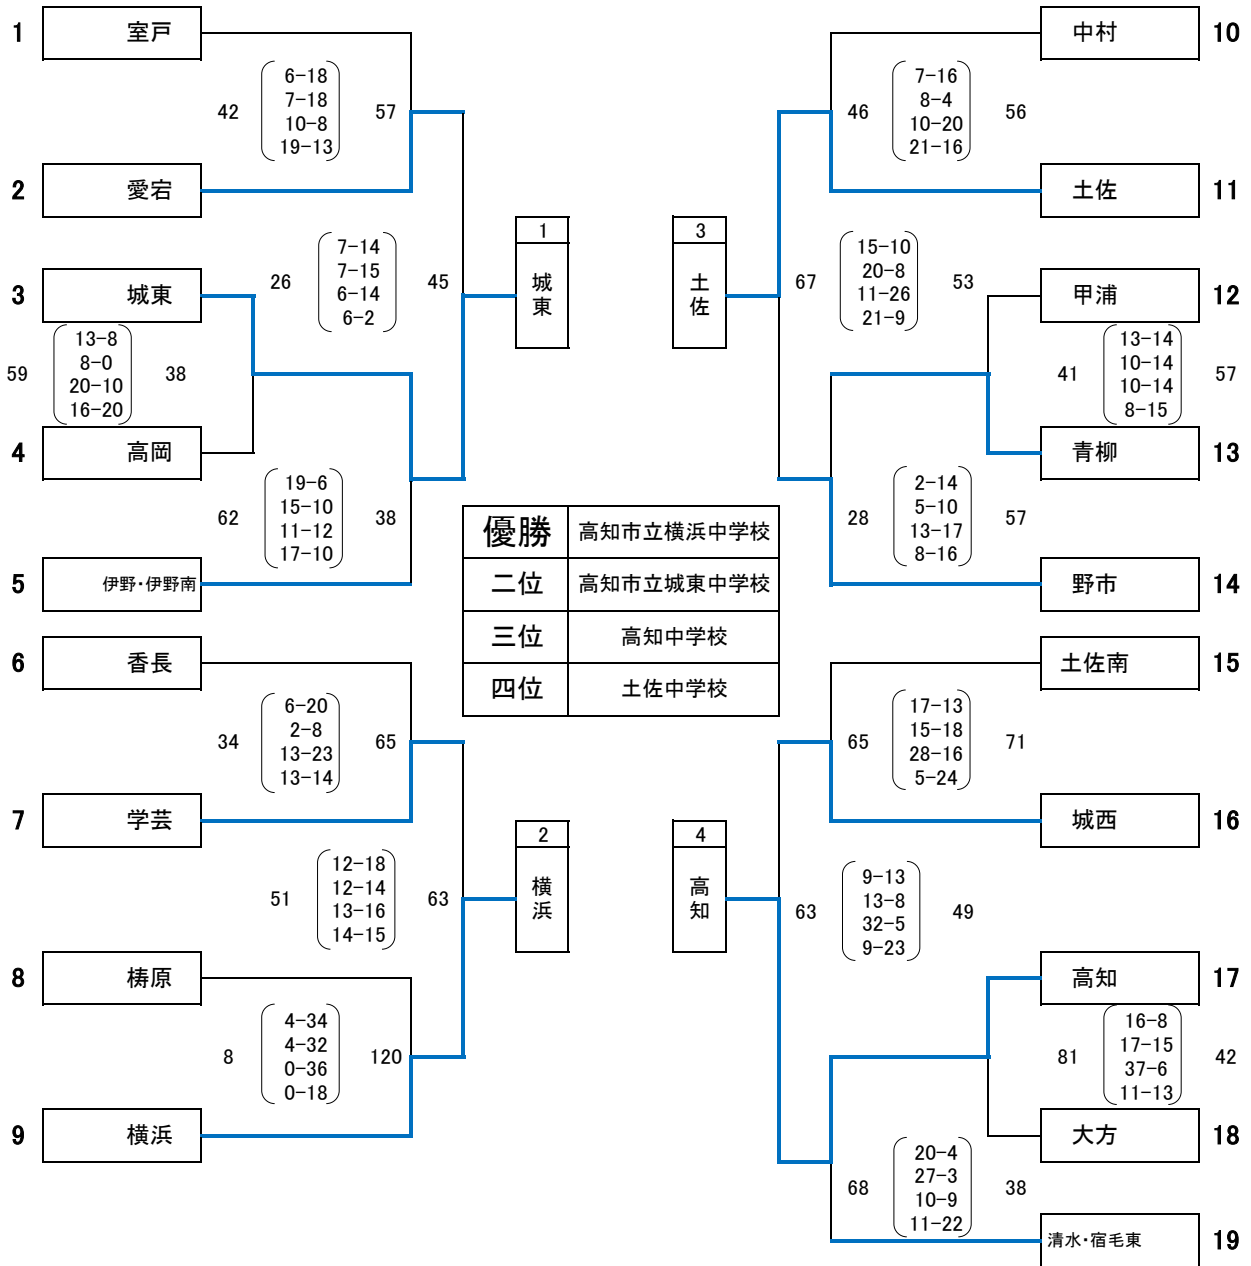 1 室戸
42 6-18 57
7-18
10-8
19-13
2 愛宕
3 城東
26 7-14 45
7-15
6-14
6-2
59 13-8 38
8-0
20-10
16-20
4 高岡
62 19-6 38
15-10
11-12
17-10
5 伊野・伊野南
6 香長
34 6-20 65
2-8
13-23
13-14
7 学芸
51 12-18 63
12-14
13-16
14-15
8 梼原
8 4-34 120
4-32
0-36
0-18
9 横浜
1
城東
2
横浜
3
土佐
4
高知
優勝 高知市立横浜中学校
二位 高知市立城東中学校
三位 高知中学校
四位 土佐中学校
中村 10
46 7-16 56
8-4
10-20
21-16
土佐 11
67 15-10 53
20-8
11-26
21-9
甲浦 12
41 13-14 57
10-14
10-14
8-15
青柳 13
28 2-14 57
5-10
13-17
8-16
野市 14
土佐南 15
65 17-13 71
15-18
28-16
5-24
城西 16
63 9-13 49
13-8
32-5
9-23
高知 17
81 16-8 42
17-15
37-6
11-13
大方 18
68 20-4 38
27-3
10-9
11-22
清水・宿毛東 19